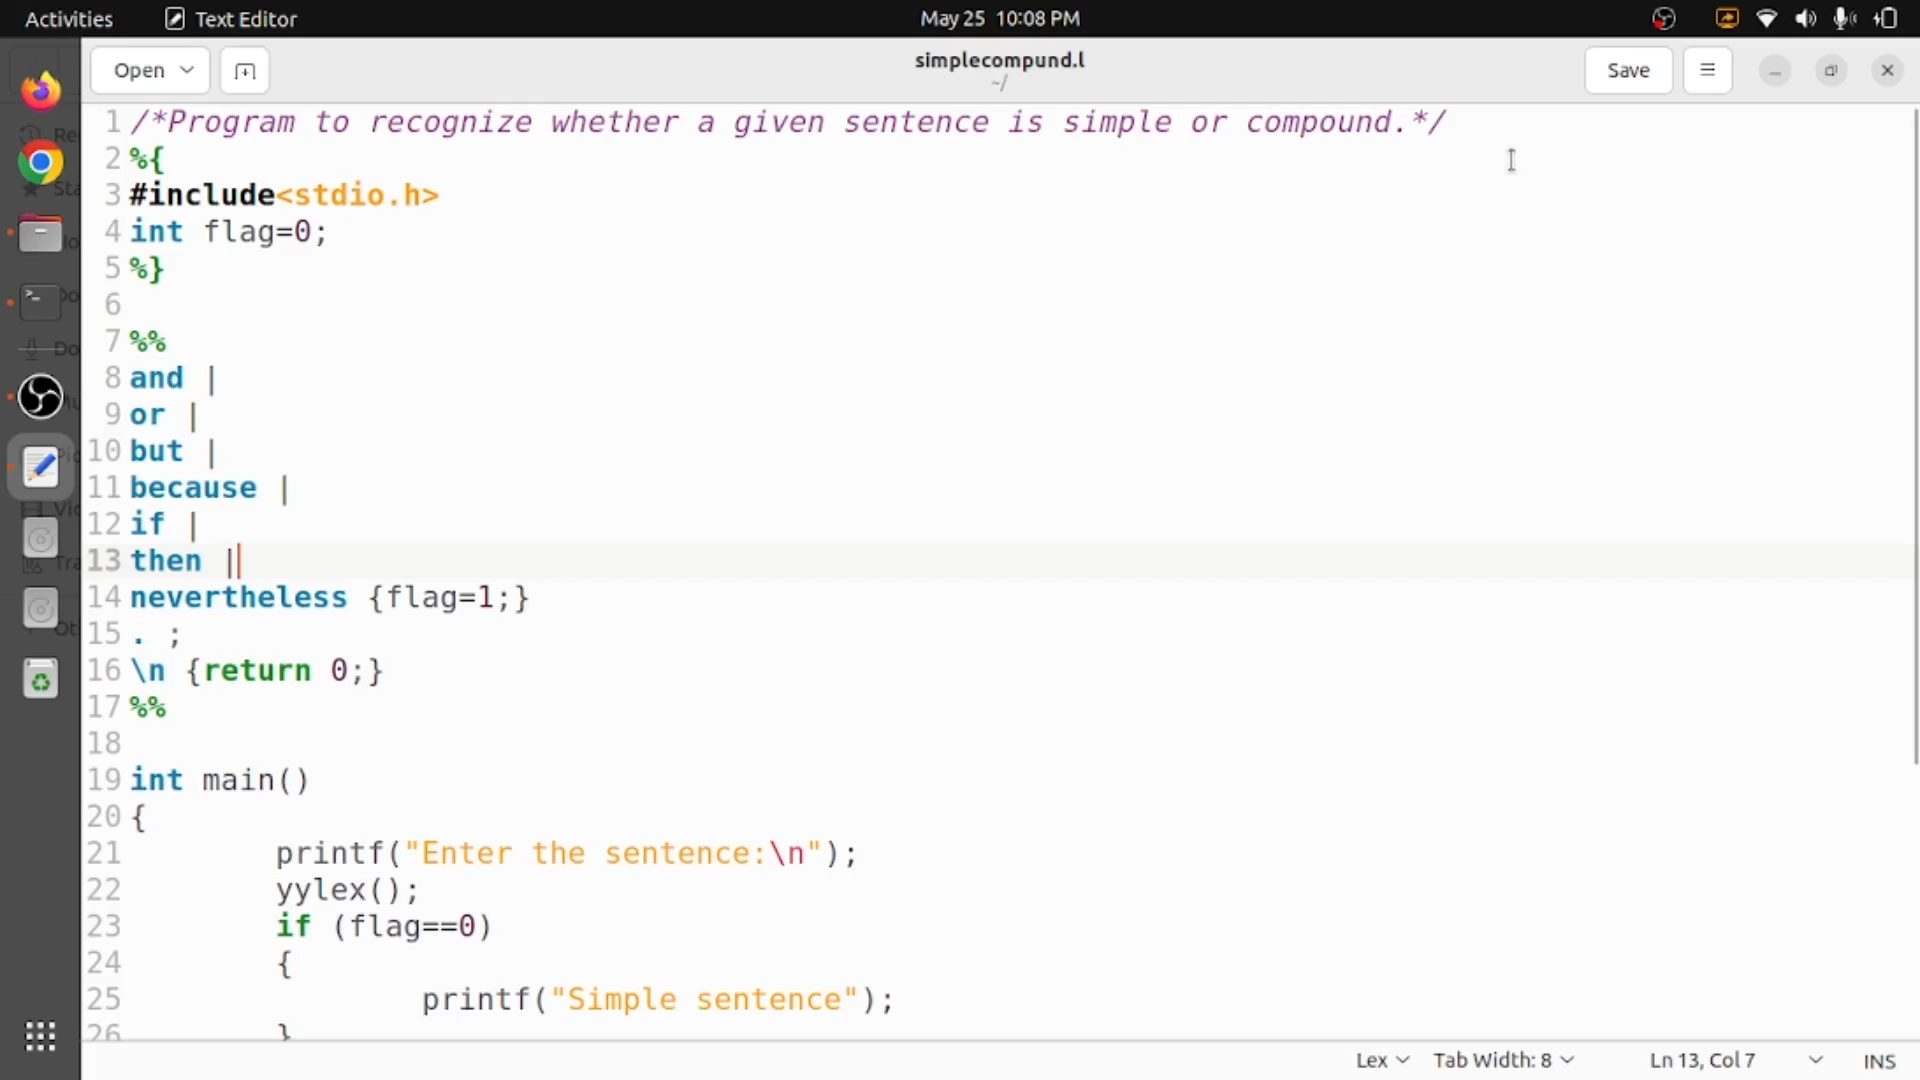 Activities Text Editor May 25 10:08 PM
Open simplecompund.l Save
~/
1 /*Program to recognize whether a given sentence is simple or compound.*/
2 %{
3 #include<stdio.h>
4 int flag=0;
5 %}
6
7 %%
8 and |
9 or |
10 but |
11 because |
12 if |
13 then |
14 nevertheless {flag=1;}
15 . ;
16 \n {return 0;}
17 %%
18
19 int main()
20 {
21 printf("Enter the sentence:\n");
22 yylex();
23 if (flag==0)
24 {
25 printf("Simple sentence");
26 }
Lex Tab Width: 8 Ln 13, Col 7 INS